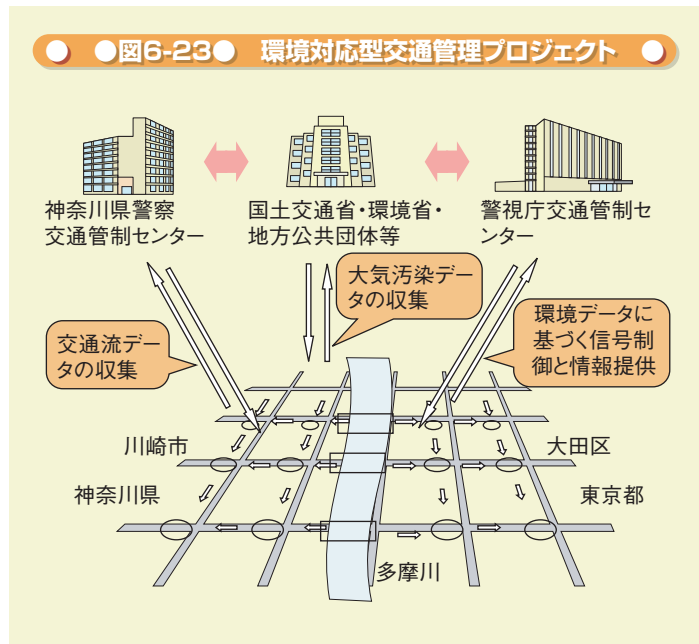 ●図6-23● 環境対応型交通管理プロジェクト
神奈川県警察
交通管制センター
国土交通省・環境省・
地方公共団体等
警視庁交通管制セ
ンター
大気汚染デー
タの収集
交通流デー
タの収集
環境データに
基づく信号制
御と情報提供
川崎市
大田区
神奈川県
東京都
多摩川